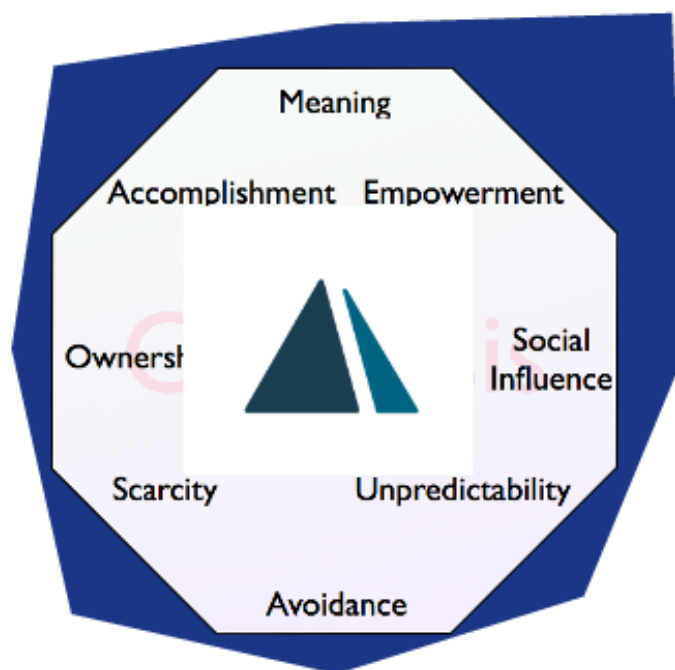 Meaning
Accomplishment Empowerment
Social
Influence
Scarcity Unpredictability
Avoidance